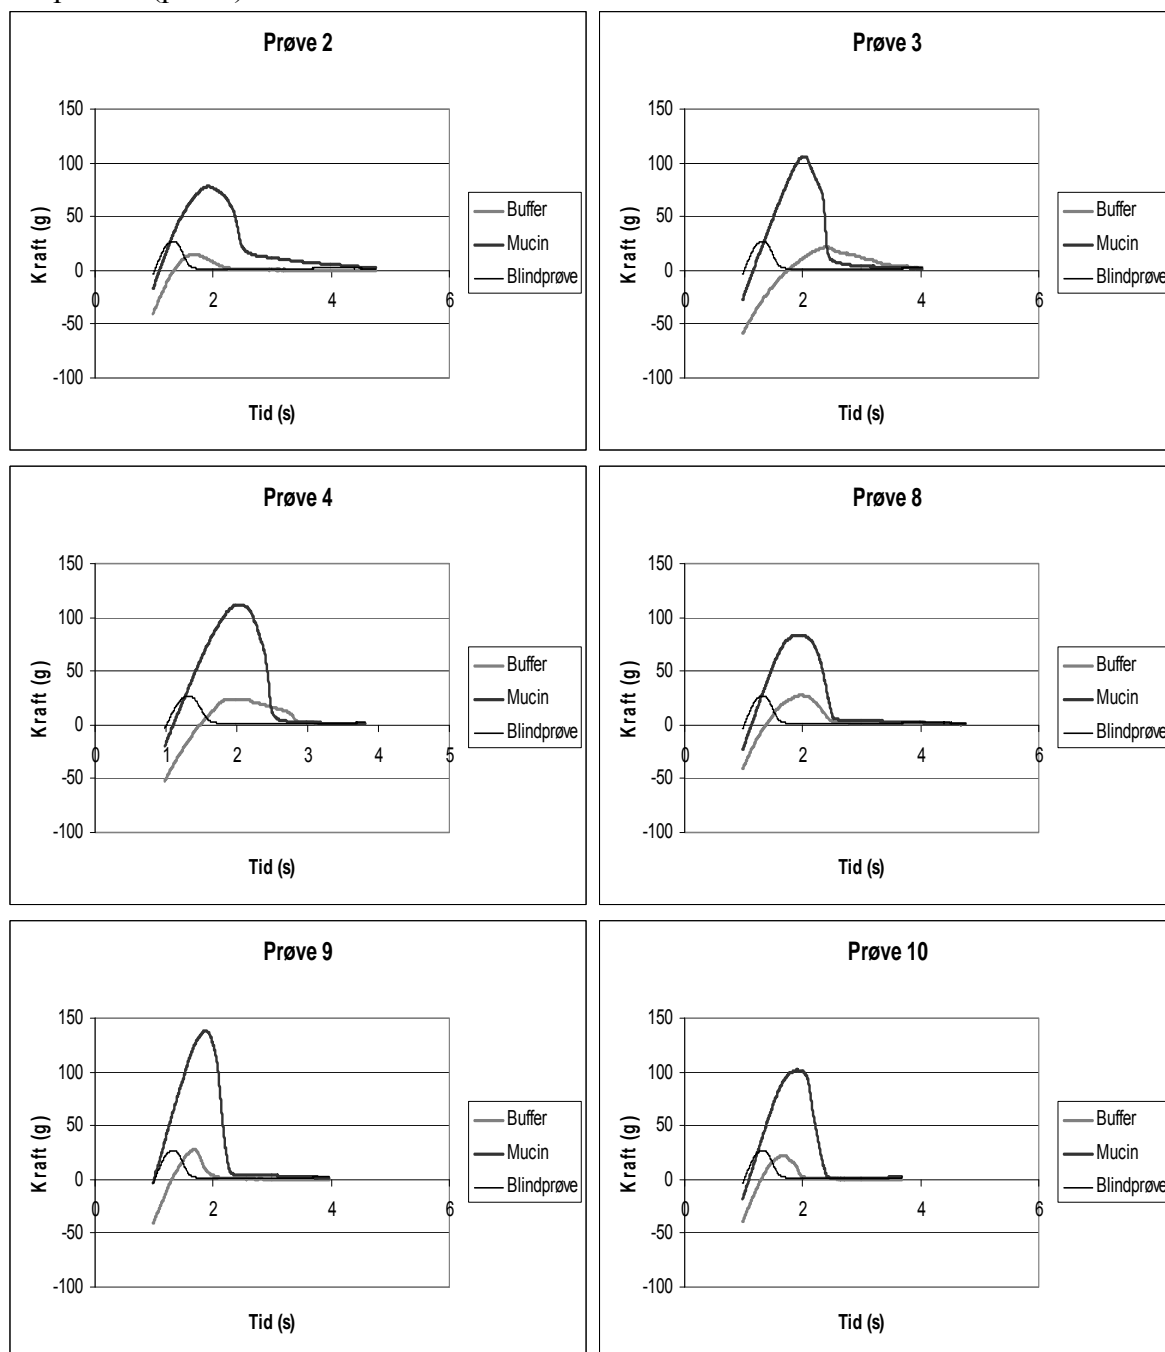 Prøve 2
150
100
50
0
-50
-100
0
2
4
6
Kraft (g)
Tid (s)
Buffer
Mucin
Blindprøve
Prøve 3
150
100
50
0
-50
-100
0
2
4
6
Kraft (g)
Tid (s)
Buffer
Mucin
Blindprøve
Prøve 4
150
100
50
0
-50
-100
0
1
2
3
4
5
Kraft (g)
Tid (s)
Buffer
Mucin
Blindprøve
Prøve 8
150
100
50
0
-50
-100
0
2
4
6
Kraft (g)
Tid (s)
Buffer
Mucin
Blindprøve
Prøve 9
150
100
50
0
-50
-100
0
2
4
6
Kraft (g)
Tid (s)
Buffer
Mucin
Blindprøve
Prøve 10
150
100
50
0
-50
-100
0
2
4
6
Kraft (g)
Tid (s)
Buffer
Mucin
Blindprøve